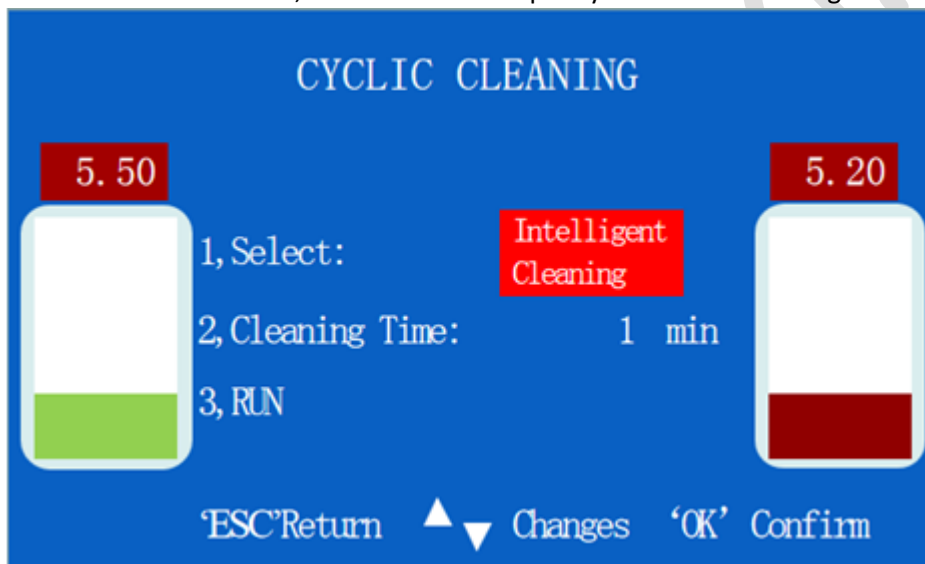 CYCLIC CLEANING
5.50
5.20
1,Select:
Intelligent
Cleaning
2,Cleaning Time: 1 min
3,RUN
‘ESC’Return ▲▼ Changes ‘OK’ Confirm